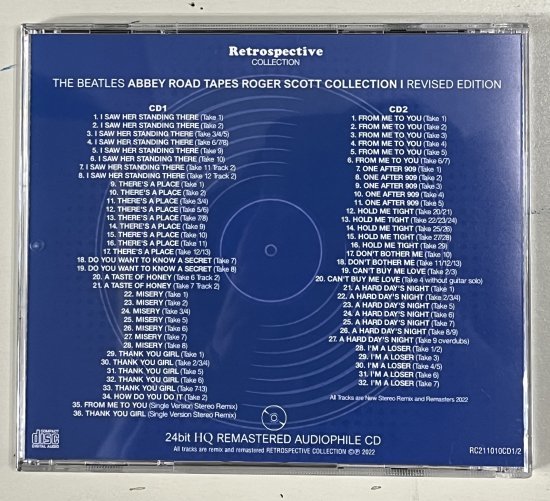 Retrospective
COLLECTION
THE BEATLES ABBEY ROAD TAPES ROGER SCOTT COLLECTION I REVISED EDITION
CD1
1. I SAW HER STANDING THERE (Take 1)
2. I SAW HER STANDING THERE (Take 2)
3. I SAW HER STANDING THERE (Take 3/4/5)
4. I SAW HER STANDING THERE (Take 6/7/8)
5. I SAW HER STANDING THERE (Take 9)
6. I SAW HER STANDING THERE (Take 10)
7. I SAW HER STANDING THERE (Take 11 Track 2)
8. I SAW HER STANDING THERE (Take 12 Track 2)
9. THERE'S A PLACE (Take 1)
10. THERE'S A PLACE (Take 2)
11. THERE'S A PLACE (Take 3/4)
12. THERE'S A PLACE (Take 5/6)
13. THERE'S A PLACE (Take 7/8)
14. THERE'S A PLACE (Take 9)
15. THERE'S A PLACE (Take 10)
16. THERE'S A PLACE (Take 11)
17. THERE'S A PLACE (Take 12/13)
18. DO YOU WANT TO KNOW A SECRET (Take 7)
19. DO YOU WANT TO KNOW A SECRET (Take 8)
20. A TASTE OF HONEY (Take 6 Track 2)
21. A TASTE OF HONEY (Take 7 Track 2)
22. MISERY (Take 1)
23. MISERY (Take 2)
24. MISERY (Take 3/4)
25. MISERY (Take 5)
26. MISERY (Take 6)
27. MISERY (Take 7)
28. MISERY (Take 8)
29. THANK YOU GIRL (Take 1)
30. THANK YOU GIRL (Take 2/3/4)
31. THANK YOU GIRL (Take 5)
32. THANK YOU GIRL (Take 6)
33. THANK YOU GIRL (Take 7-13)
34. HOW DO YOU DO IT (Take 2)
35. FROM ME TO YOU (Single Version Stereo Remix)
36. THANK YOU GIRL (Single Version Stereo Remix)
CD2
1. FROM ME TO YOU (Take 1)
2. FROM ME TO YOU (Take 2)
3. FROM ME TO YOU (Take 3)
4. FROM ME TO YOU (Take 4)
5. FROM ME TO YOU (Take 5)
6. FROM ME TO YOU (Take 6/7)
7. ONE AFTER 909 (Take 1)
8. ONE AFTER 909 (Take 2)
9. ONE AFTER 909 (Take 3)
10. ONE AFTER 909 (Take 4)
11. ONE AFTER 909 (Take 5)
12. HOLD ME TIGHT (Take 20/21)
13. HOLD ME TIGHT (Take 22/23/24)
14. HOLD ME TIGHT (Take 25/26)
15. HOLD ME TIGHT (Take 27/28)
16. HOLD ME TIGHT (Take 29)
17. DON'T BOTHER ME (Take 10)
18. DON'T BOTHER ME (Take 11/12/13)
19. CAN'T BUY ME LOVE (Take 2/3)
20. CAN'T BUY ME LOVE (Take 4 without guitar solo)
21. A HARD DAY'S NIGHT (Take 1)
22. A HARD DAY'S NIGHT (Take 2/3/4)
23. A HARD DAY'S NIGHT (Take 5)
24. A HARD DAY'S NIGHT (Take 6)
25. A HARD DAY'S NIGHT (Take 7)
26. A HARD DAY'S NIGHT (Take 8/9)
27. A HARD DAY'S NIGHT (Take 9 overdubs)
28. I'M A LOSER (Take 1/2)
29. I'M A LOSER (Take 3)
30. I'M A LOSER (Take 4/5)
31. I'M A LOSER (Take 6)
32. I'M A LOSER (Take 7)
All Tracks are New Stereo Remix and Remasters 2022
COMPACT
disc
DIGITAL AUDIO
24bit HQ REMASTERED AUDIOPHILE CD
All tracks are remix and remastered RETROSPECTIVE COLLECTION ©℗ 2022
RC211010CD1/2